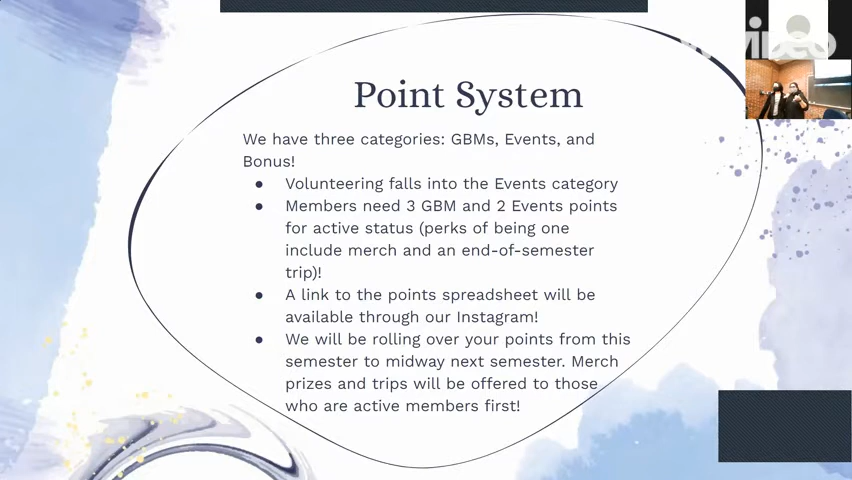 Point System
We have three categories: GBMs, Events, and
Bonus!
● Volunteering falls into the Events category
● Members need 3 GBM and 2 Events points
for active status (perks of being one
include merch and an end-of-semester
trip)!
● A link to the points spreadsheet will be
available through our Instagram!
● We will be rolling over your points from this
semester to midway next semester. Merch
prizes and trips will be offered to those
who are active members first!